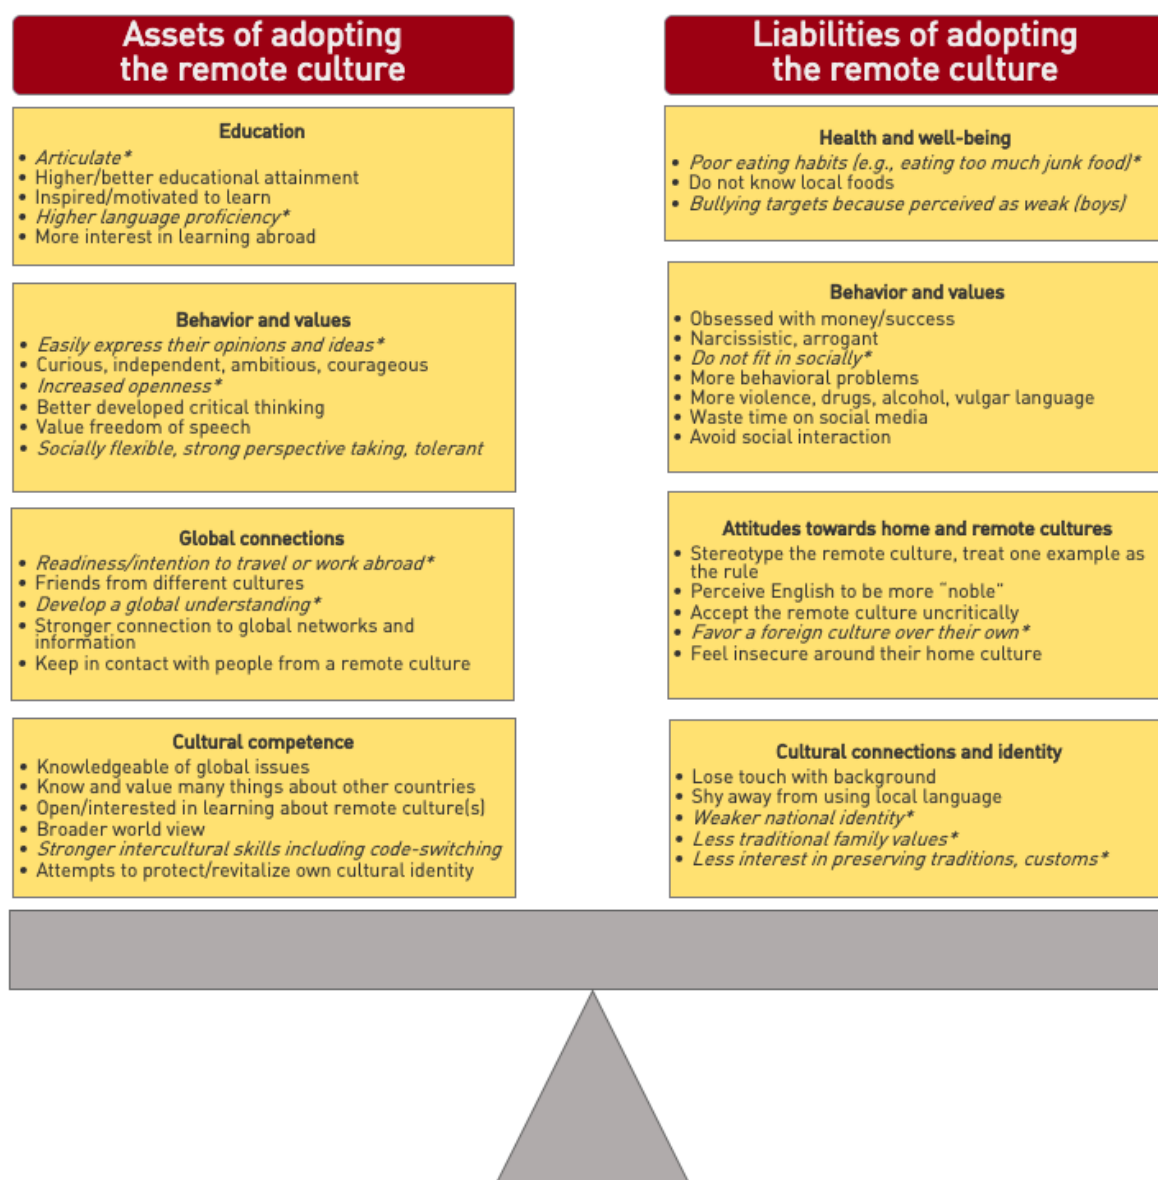 Assets of adopting
the remote culture
Education
• Articulate*
• Higher/better educational attainment
• Inspired/motivated to learn
• Higher language proficiency*
• More interest in learning abroad
Behavior and values
• Easily express their opinions and ideas*
• Curious, independent, ambitious, courageous
• Increased openness*
• Better developed critical thinking
• Value freedom of speech
• Socially flexible, strong perspective taking, tolerant
Global connections
• Readiness/intention to travel or work abroad*
• Friends from different cultures
• Develop a global understanding*
• Stronger connection to global networks and
information
• Keep in contact with people from a remote culture
Cultural competence
• Knowledgeable of global issues
• Know and value many things about other countries
• Open/interested in learning about remote culture(s)
• Broader world view
• Stronger intercultural skills including code-switching
• Attempts to protect/revitalize own cultural identity
Liabilities of adopting
the remote culture
Health and well-being
• Poor eating habits (e.g., eating too much junk food)*
• Do not know local foods
• Bullying targets because perceived as weak (boys)
Behavior and values
• Obsessed with money/success
• Narcissistic, arrogant
• Do not fit in socially*
• More behavioral problems
• More violence, drugs, alcohol, vulgar language
• Waste time on social media
• Avoid social interaction
Attitudes towards home and remote cultures
• Stereotype the remote culture, treat one example as
the rule
• Perceive English to be more "noble"
• Accept the remote culture uncritically
• Favor a foreign culture over their own*
• Feel insecure around their home culture
Cultural connections and identity
• Lose touch with background
• Shy away from using local language
• Weaker national identity*
• Less traditional family values*
• Less interest in preserving traditions, customs*